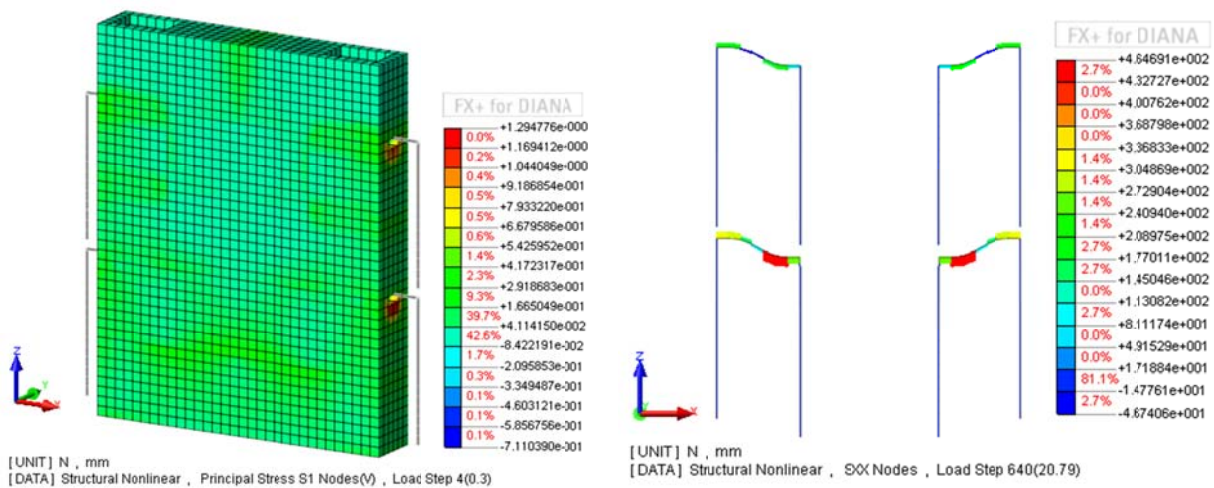 FX+ for DIANA
+1.294776e-000
0.0%
+1.169412e-000
0.2%
+1.044049e-000
0.4%
+9.186854e-001
0.5%
+7.933220e-001
0.5%
+6.679586e-001
0.6%
+5.425952e-001
1.4%
+4.172317e-001
2.3%
+2.918683e-001
9.3%
+1.665049e-001
39.7%
+4.114150e-002
42.6%
-8.422191e-002
1.7%
-2.095853e-001
0.3%
-3.349487e-001
0.1%
-4.603121e-001
0.1%
-5.856756e-001
0.1%
-7.110390e-001
Z
Y
X
[UNIT] N , mm
[DATA] Structural Nonlinear , Principal Stress S1 Nodes(V) , Load Step 4(0.3)
FX+ for DIANA
+4.64691e+002
2.7%
+4.32727e+002
0.0%
+4.00762e+002
0.0%
+3.68798e+002
0.0%
+3.36833e+002
1.4%
+3.04869e+002
1.4%
+2.72904e+002
1.4%
+2.40940e+002
1.4%
+2.08975e+002
2.7%
+1.77011e+002
2.7%
+1.45046e+002
0.0%
+1.13082e+002
2.7%
+8.11174e+001
0.0%
+4.91529e+001
0.0%
+1.71884e+001
81.1%
-1.47761e+001
2.7%
-4.67406e+001
Z
Y
X
[UNIT] N , mm
[DATA] Structural Nonlinear , SXX Nodes , Load Step 640(20.79)